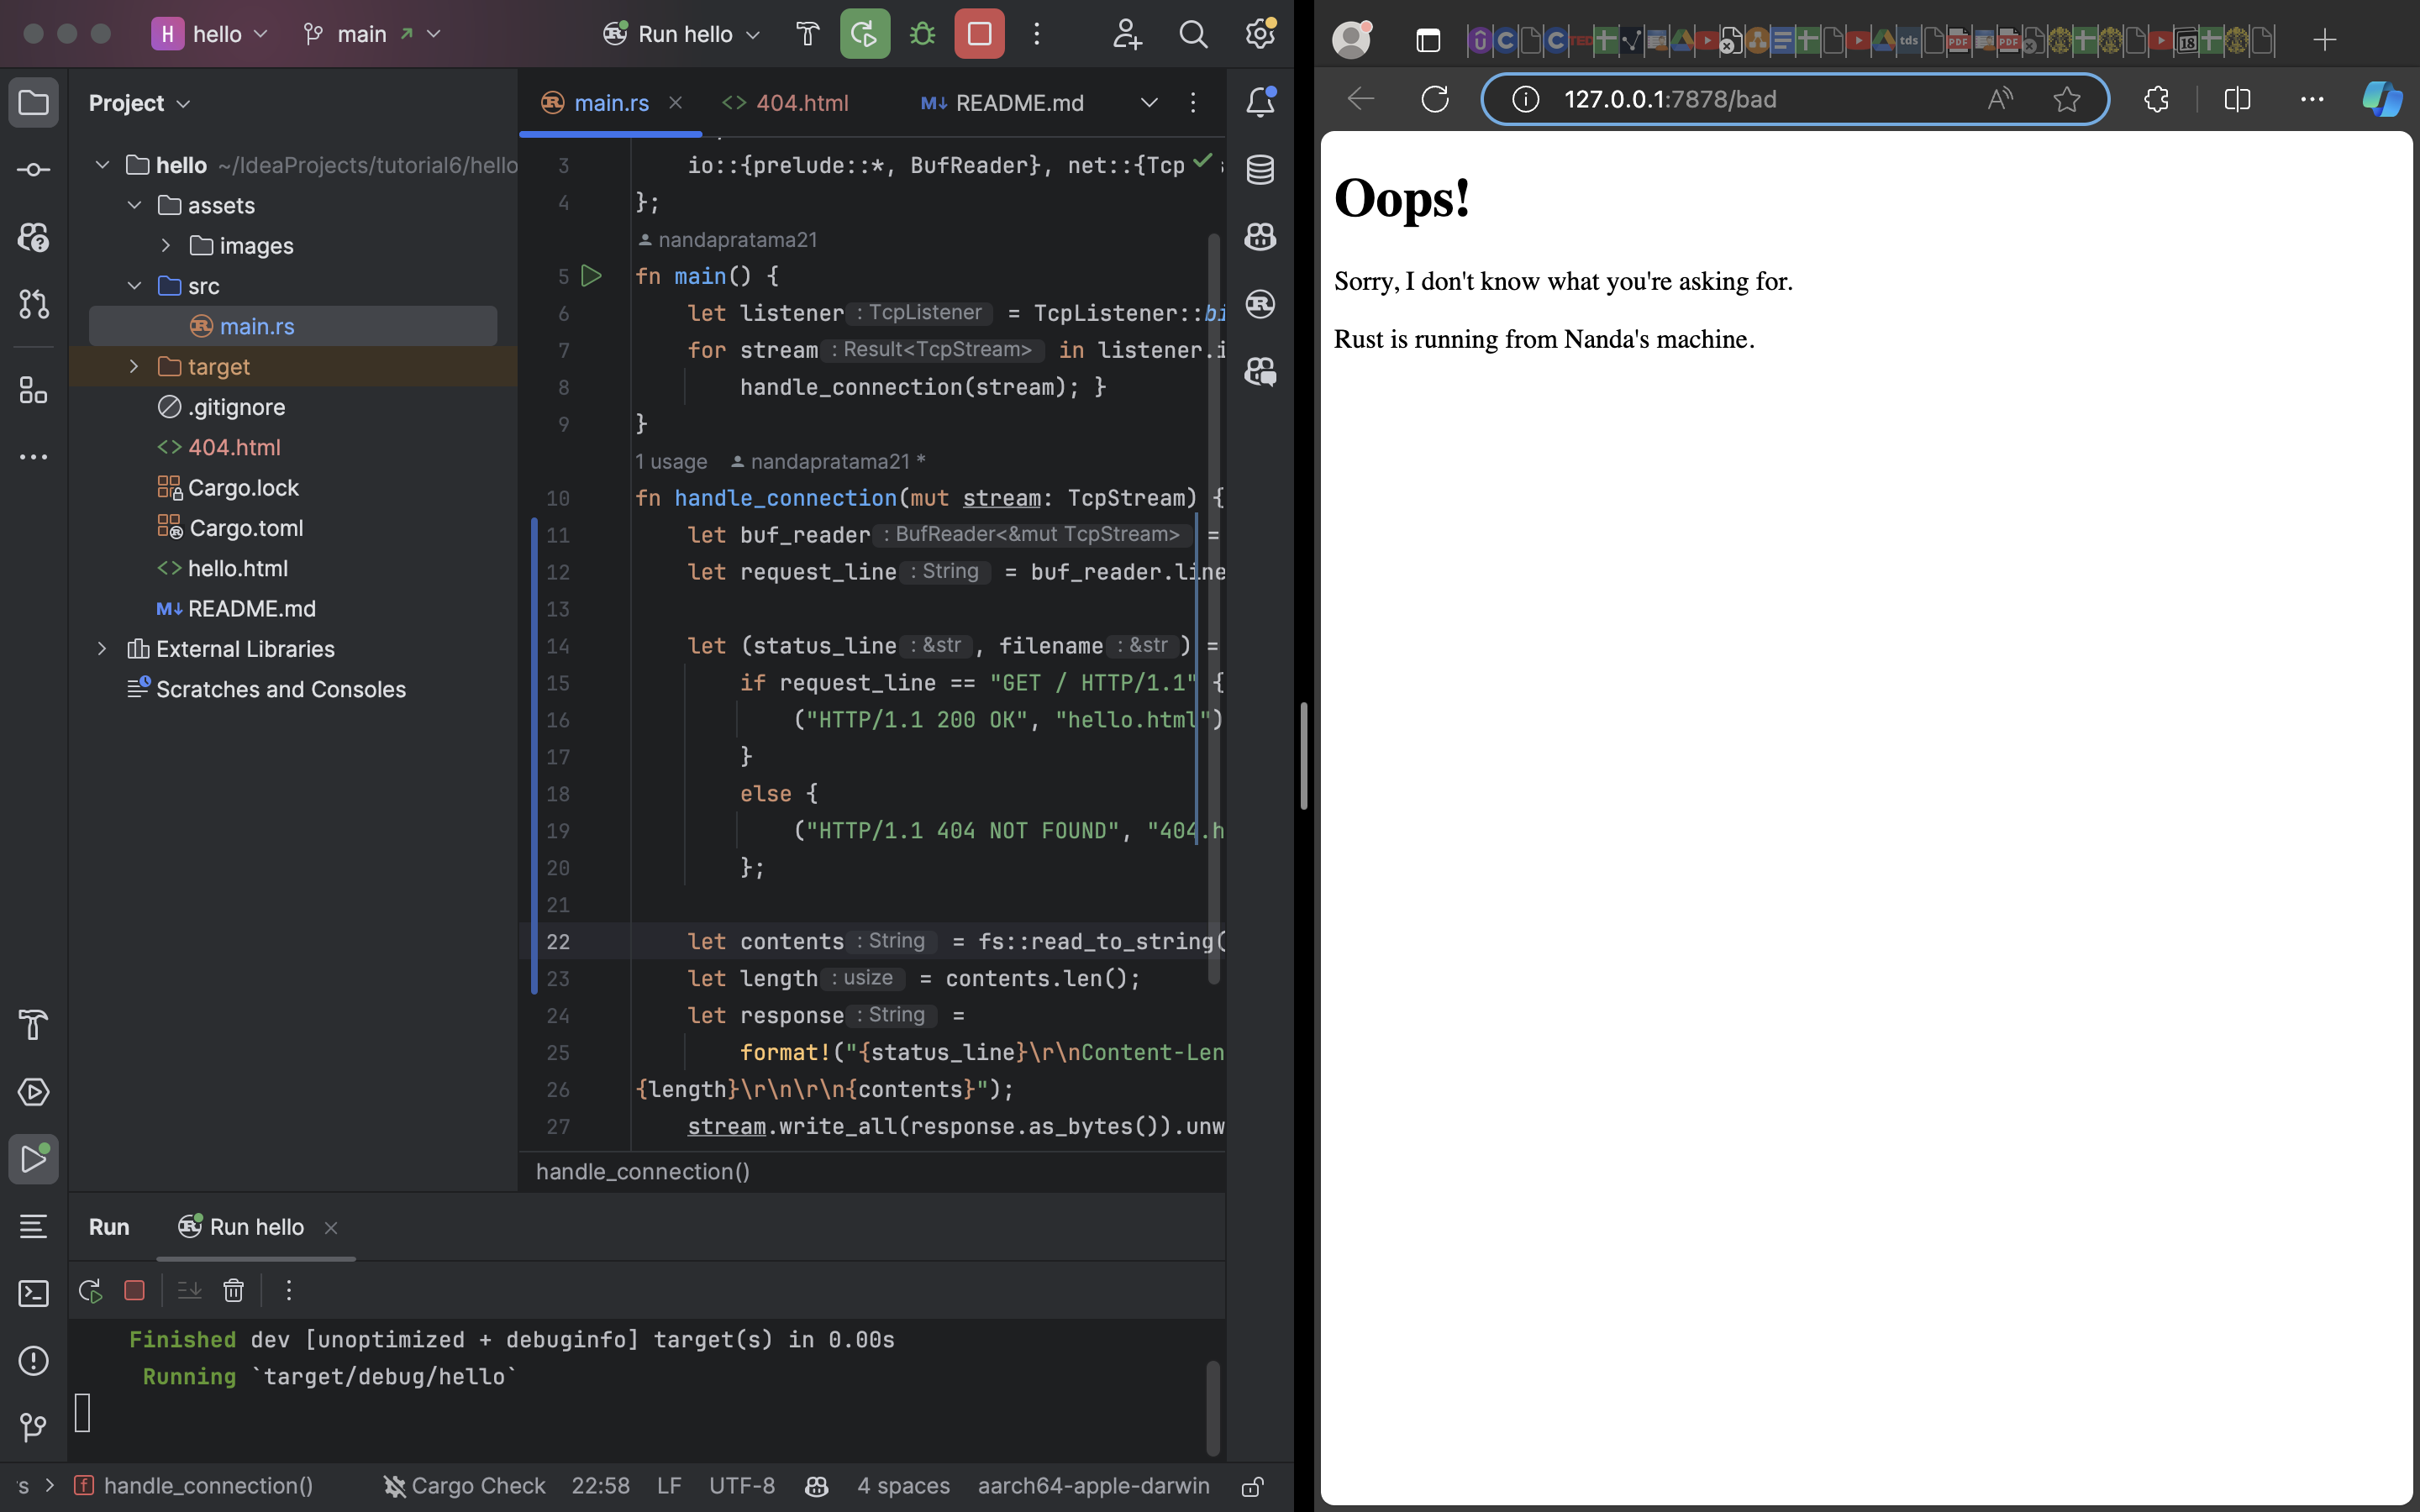 H hello main Run hello
Project
hello ~/IdeaProjects/tutorial6/hello
assets
images
src
main.rs
target
.gitignore
404.html
Cargo.lock
Cargo.toml
hello.html
README.md
External Libraries
Scratches and Consoles
main.rs 404.html README.md
3 io::{prelude::*, BufReader}, net::{Tcp
4 };
nandapratama21
5 fn main() {
6 let listener : TcpListener = TcpListener::bi
7 for stream : Result<TcpStream> in listener.i
8 handle_connection(stream); }
9 }
1 usage nandapratama21 *
10 fn handle_connection(mut stream: TcpStream) {
11 let buf_reader : BufReader<&mut TcpStream> =
12 let request_line : String = buf_reader.line
13
14 let (status_line : &str , filename : &str ) =
15 if request_line == "GET / HTTP/1.1" {
16 ("HTTP/1.1 200 OK", "hello.html")
17 }
18 else {
19 ("HTTP/1.1 404 NOT FOUND", "404.h
20 };
21
22 let contents : String = fs::read_to_string(
23 let length : usize = contents.len();
24 let response : String =
25 format!("{status_line}\r\nContent-Len
26 {length}\r\n\r\n{contents}");
27 stream.write_all(response.as_bytes()).unw
handle_connection()
Run Run hello
Finished dev [unoptimized + debuginfo] target(s) in 0.00s
Running `target/debug/hello`
s > f handle_connection() Cargo Check 22:58 LF UTF-8 4 spaces aarch64-apple-darwin
TED tds PDF PDF 18
127.0.0.1:7878/bad
Oops!
Sorry, I don't know what you're asking for.
Rust is running from Nanda's machine.